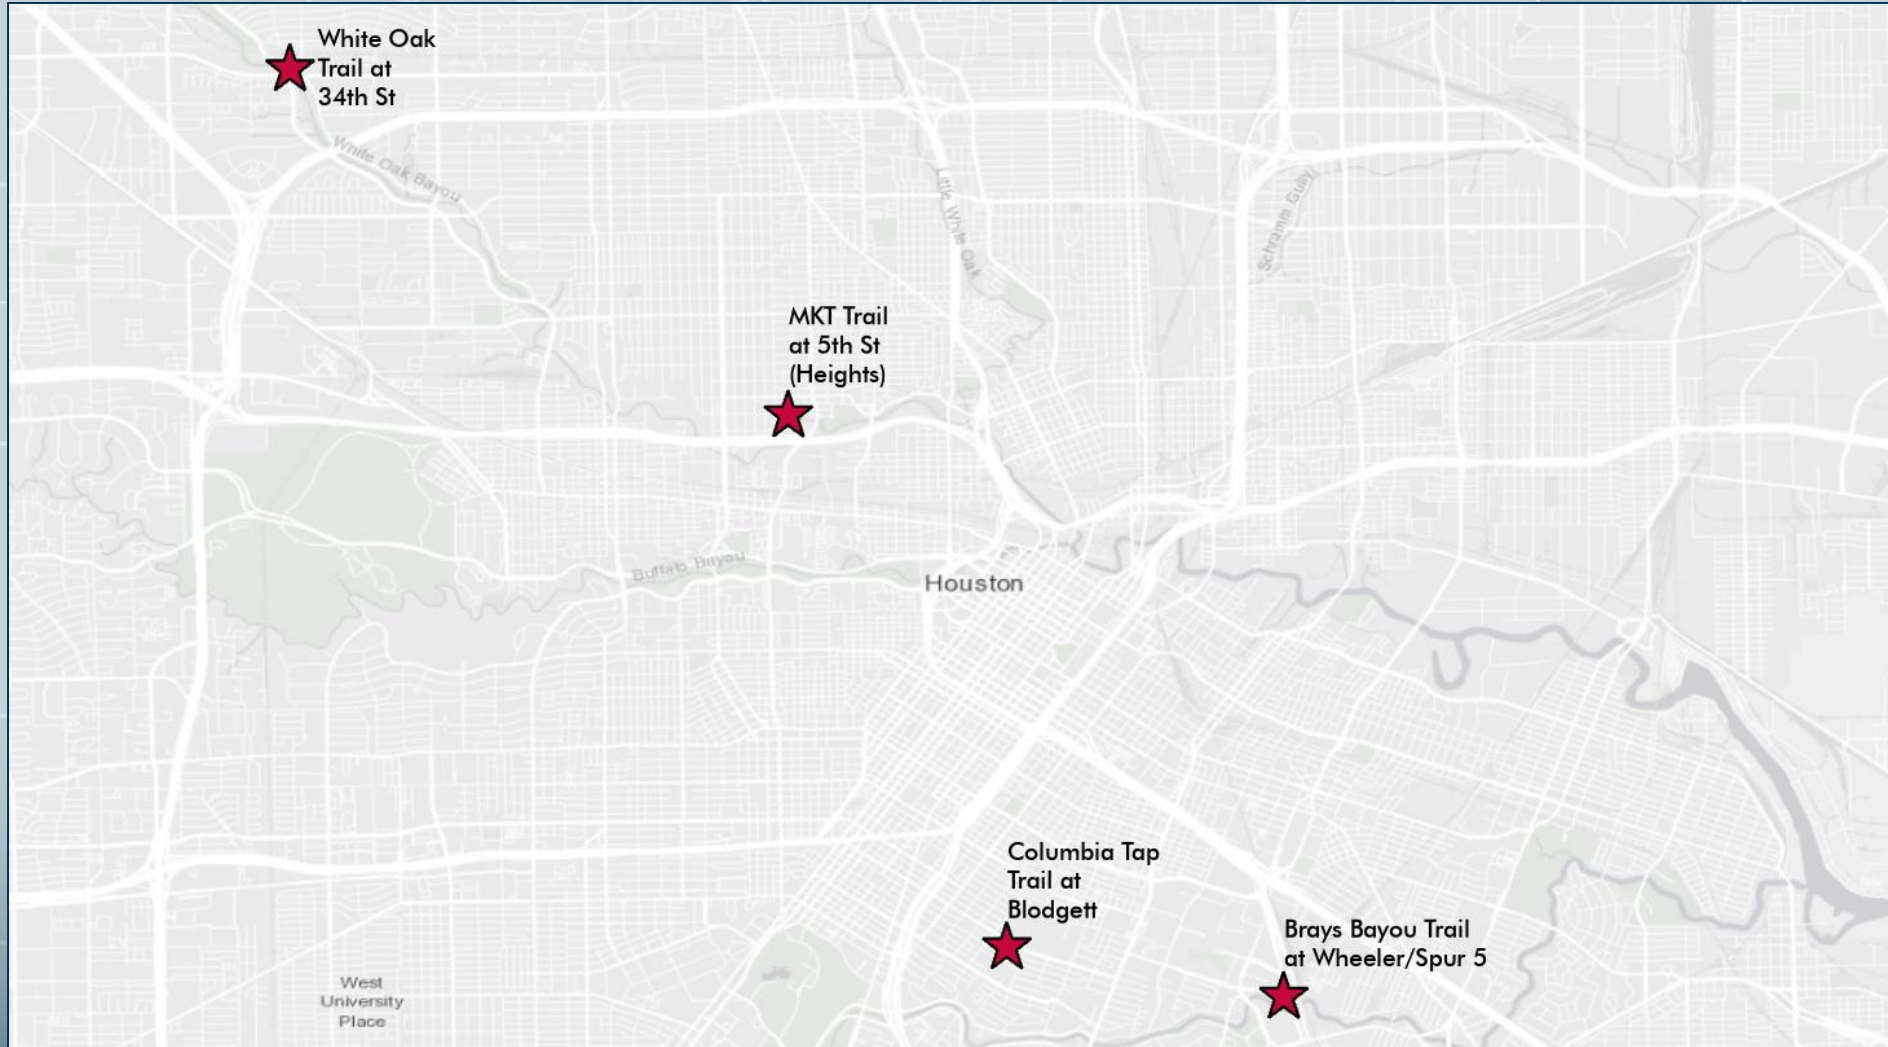 White Oak
Trail at
34th St
White Oak Bayou
Little White Oak
Schramm Gully
MKT Trail
at 5th St
(Heights)
Buffalo Bayou
Houston
Columbia Tap
Trail at
Blodgett
Brays Bayou Trail
at Wheeler/Spur 5
West
University
Place